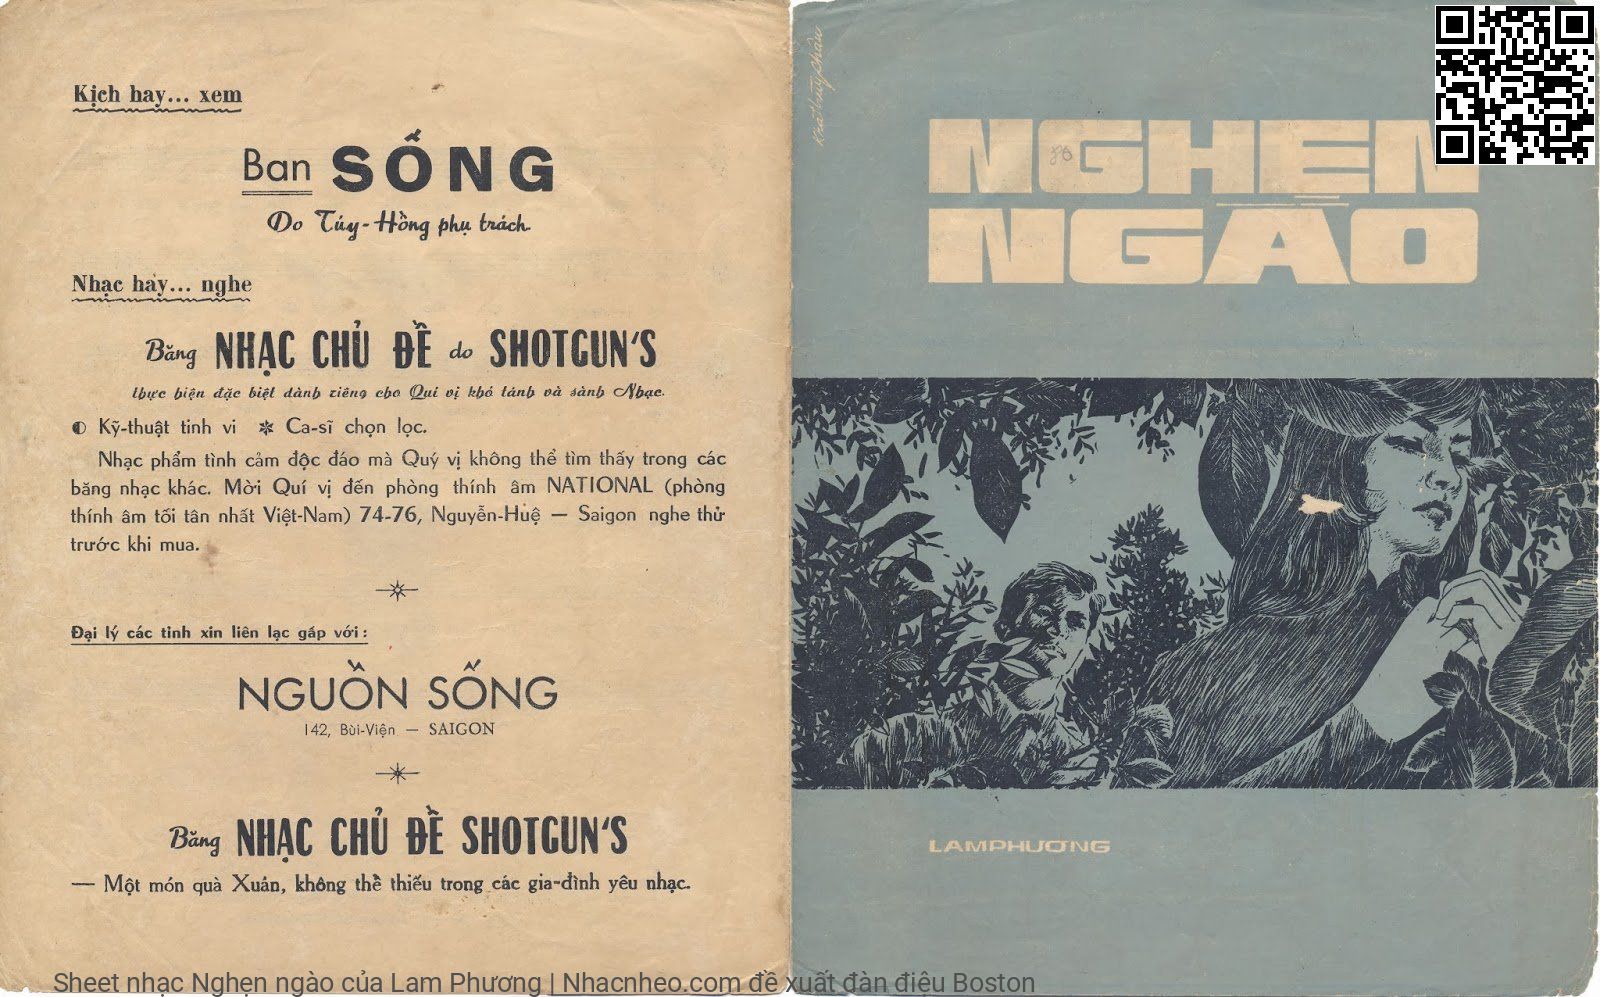 Kịch hay... xem
Ban SỐNG
Do Túy-Hồng phụ trách
Nhạc hay... nghe
Băng NHẠC CHỦ ĐỀ do SHOTGUN'S
thực hiện đặc biệt dành riêng cho Quí vị khó tánh và sành Nhạc.
Kỹ-thuật tinh vi ✻ Ca-sĩ chọn lọc.
Nhạc phẩm tình cảm độc đáo mà Quý vị không thể tìm thấy trong các
băng nhạc khác. Mời Quí vị đến phòng thính âm NATIONAL (phòng
thính âm tối tân nhất Việt-Nam) 74-76, Nguyễn-Huệ — Saigon nghe thử
trước khi mua.
Đại lý các tỉnh xin liên lạc gấp với:
NGUỒN SỐNG
142, Bùi-Viện — SAIGON
Băng NHẠC CHỦ ĐỀ SHOTGUN'S
— Một món quà Xuân, không thể thiếu trong các gia-đình yêu nhạc.
NGHẸN
NGÀO
LAMPHƯƠNG
Sheet nhạc Nghẹn ngào của Lam Phương | Nhacnheo.com đề xuất đàn điệu Boston